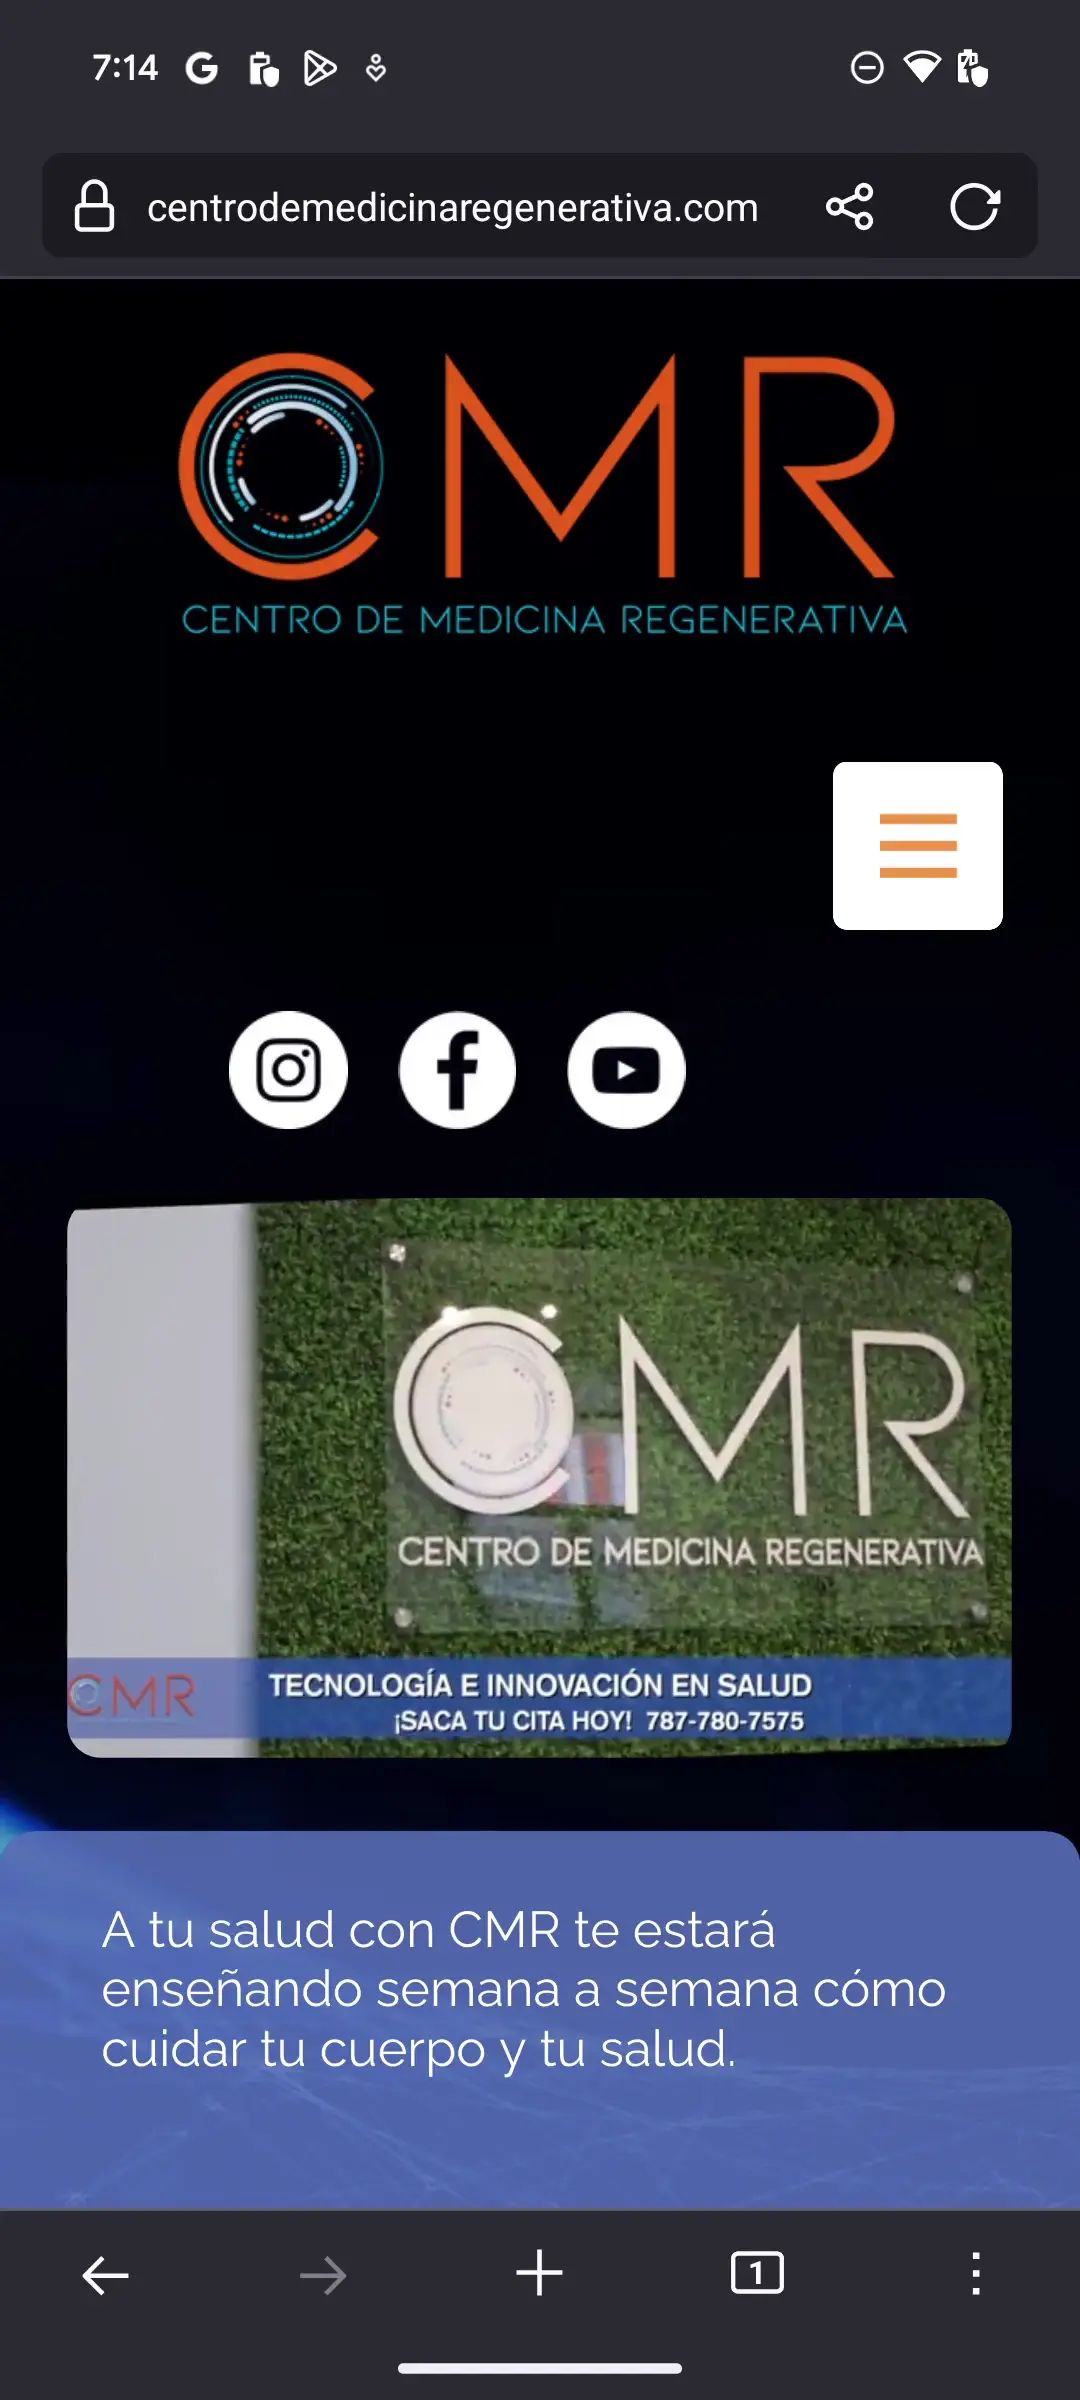 7:14
centrodemedicinaregenerativa.com
CMR
CENTRO DE MEDICINA REGENERATIVA
CMR
CENTRO DE MEDICINA REGENERATIVA
CMR
TECNOLOGÍA E INNOVACIÓN EN SALUD
¡SACA TU CITA HOY! 787-780-7575
A tu salud con CMR te estará
enseñando semana a semana cómo
cuidar tu cuerpo y tu salud.
1